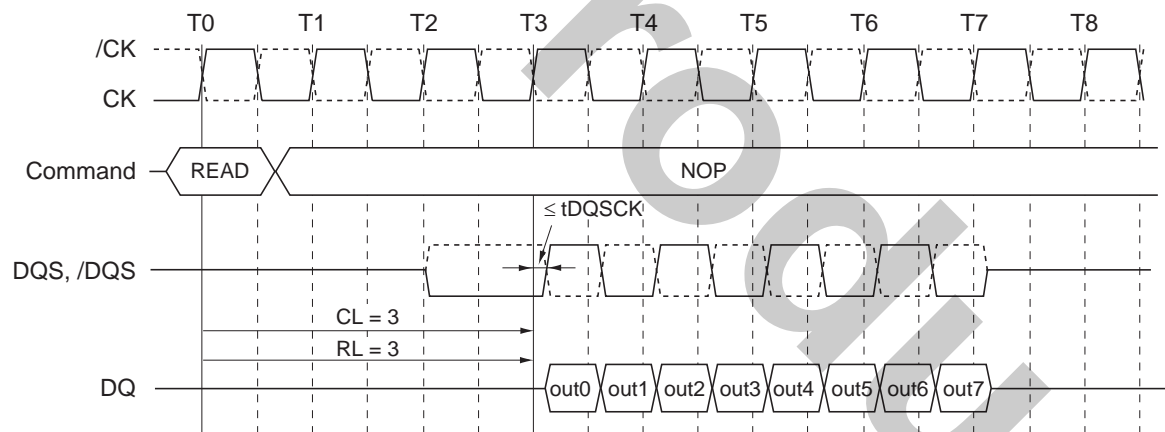 T0 T1 T2 T3 T4 T5 T6 T7 T8
/CK
CK
Command READ NOP
≤ tDQSCK
DQS, /DQS
CL = 3
RL = 3
DQ out0 out1 out2 out3 out4 out5 out6 out7
rodu